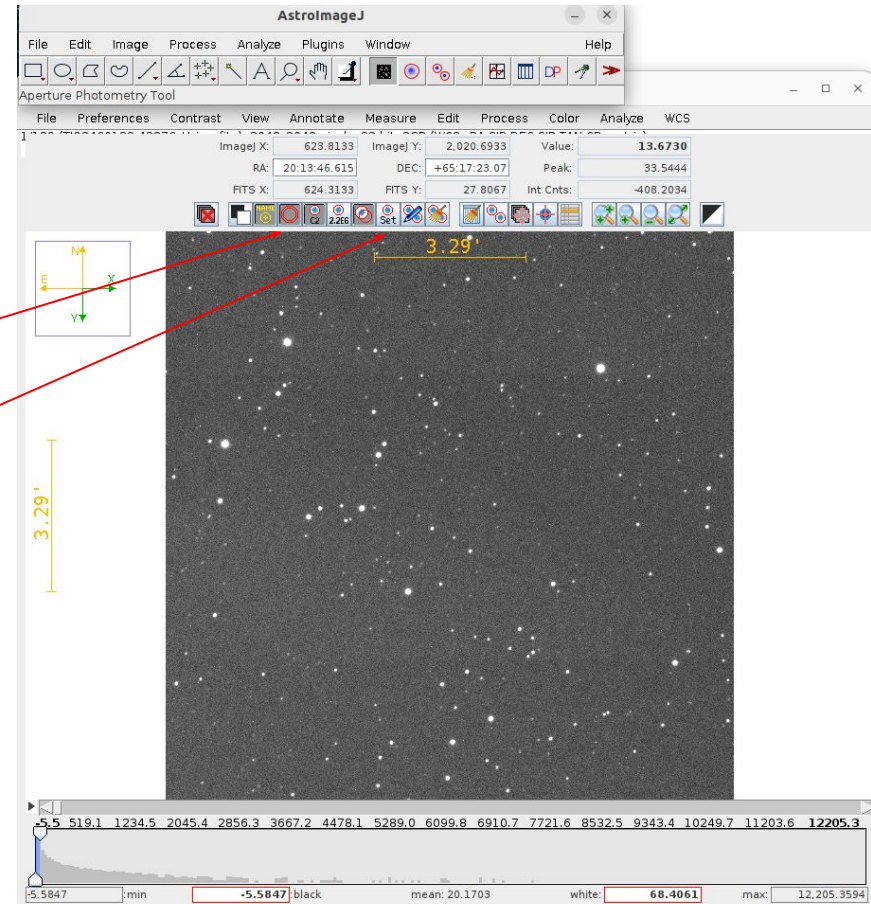 AstroImageJ
File Edit Image Process Analyze Plugins Window Help
A DP
Aperture Photometry Tool
File Preferences Contrast View Annotate Measure Edit Process Color Analyze WCS
ImageJ X: 623.8133 ImageJ Y: 2,020.6933 Value: 13.6730
RA: 20:13:46.615 DEC: +65:17:23.07 Peak: 33.5444
FITS X: 624.3133 FITS Y: 27.8067 Int Cnts: -408.2034
C2 2.2E6 Set
3.29'
N
E X
Y
3.29'
-5.5 519.1 1234.5 2045.4 2856.3 3667.2 4478.1 5289.0 6099.8 6910.7 7721.6 8532.5 9343.4 10249.7 11203.6 12205.3
-5.5847 :min -5.5847 :black mean: 20.1703 white: 68.4061 max: 12,205.3594